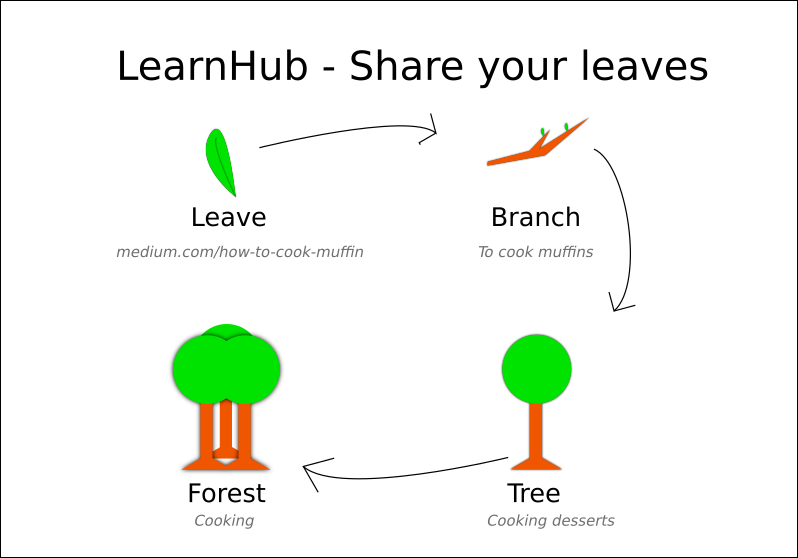 LearnHub - Share your leaves
Leave
medium.com/how-to-cook-muffin
Branch
To cook muffins
Forest
Cooking
Tree
Cooking desserts